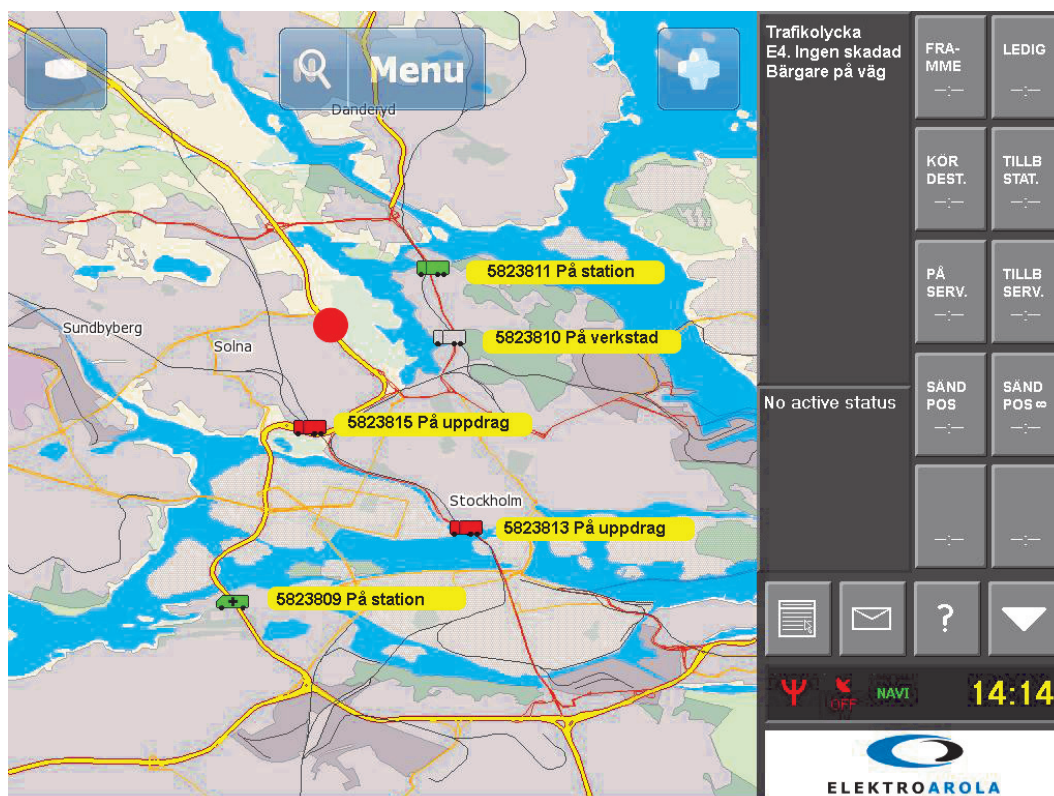 Menu
Danderyd
5823811 På station
5823810 På verkstad
Sundbyberg
Solna
5823815 På uppdrag
Stockholm
5823813 På uppdrag
5823809 På station
Trafikolycka
E4. Ingen skadad
Bärgare på väg
No active status
FRA-
MME
--:--
LEDIG
--:--
KÖR
DEST.
--:--
TILLB
STAT.
--:--
PÅ
SERV.
--:--
TILLB
SERV.
--:--
SÄND
POS
--:--
SÄND
POS ∞
--:--
--:--
--:--
?
OFF
NAVI
14:14
ELEKTROAROLA